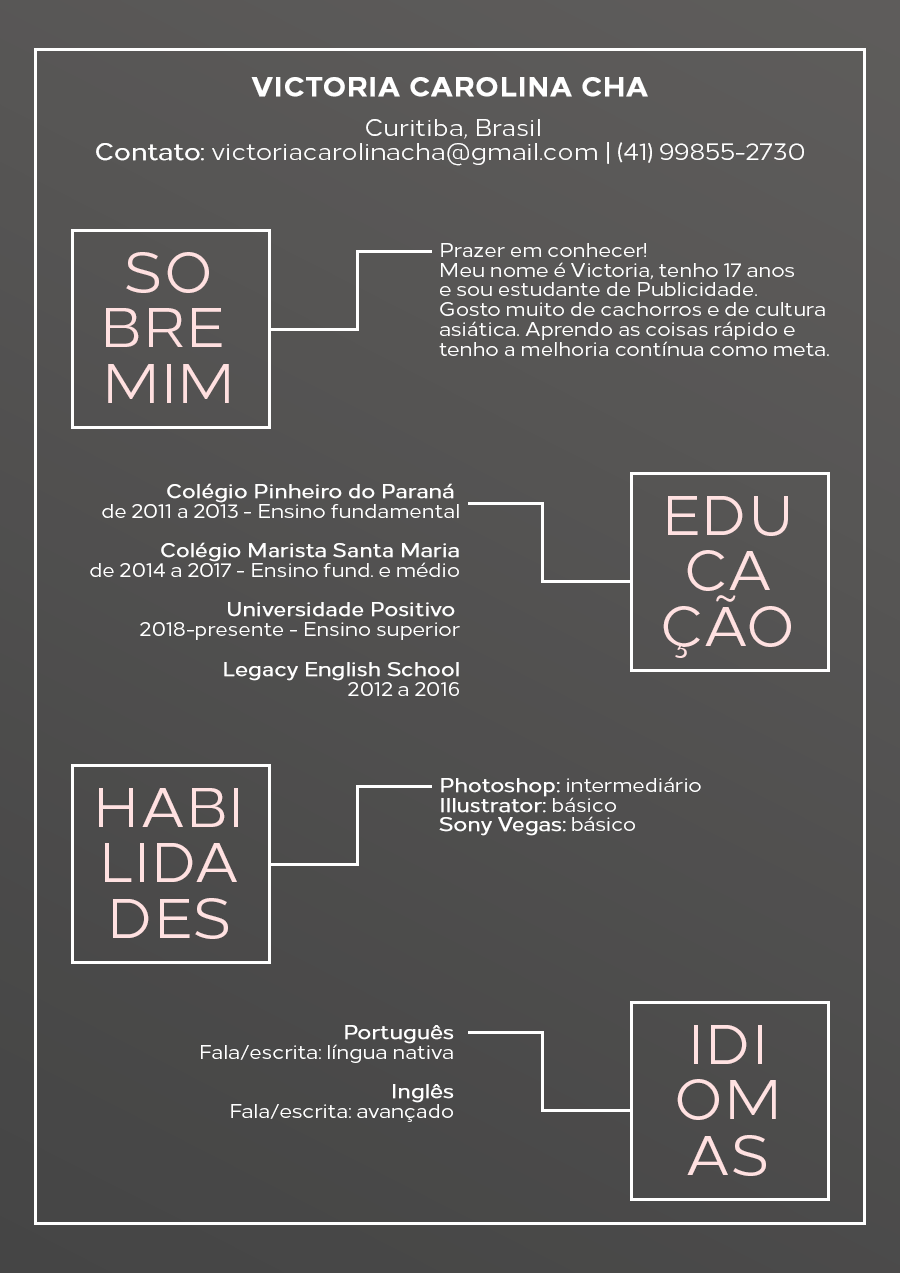 VICTORIA CAROLINA CHA
Curitiba, Brasil
Contato: victoriacarolinacha@gmail.com | (41) 99855-2730
SO
BRE
MIM
Prazer em conhecer!
Meu nome é Victoria, tenho 17 anos
e sou estudante de Publicidade.
Gosto muito de cachorros e de cultura
asiática. Aprendo as coisas rápido e
tenho a melhoria contínua como meta.
EDU
CA
ÇÃO
Colégio Pinheiro do Paraná
de 2011 a 2013 - Ensino fundamental
Colégio Marista Santa Maria
de 2014 a 2017 - Ensino fund. e médio
Universidade Positivo
2018-presente - Ensino superior
Legacy English School
2012 a 2016
HABI
LIDA
DES
Photoshop: intermediário
Illustrator: básico
Sony Vegas: básico
IDI
OM
AS
Português
Fala/escrita: língua nativa
Inglês
Fala/escrita: avançado